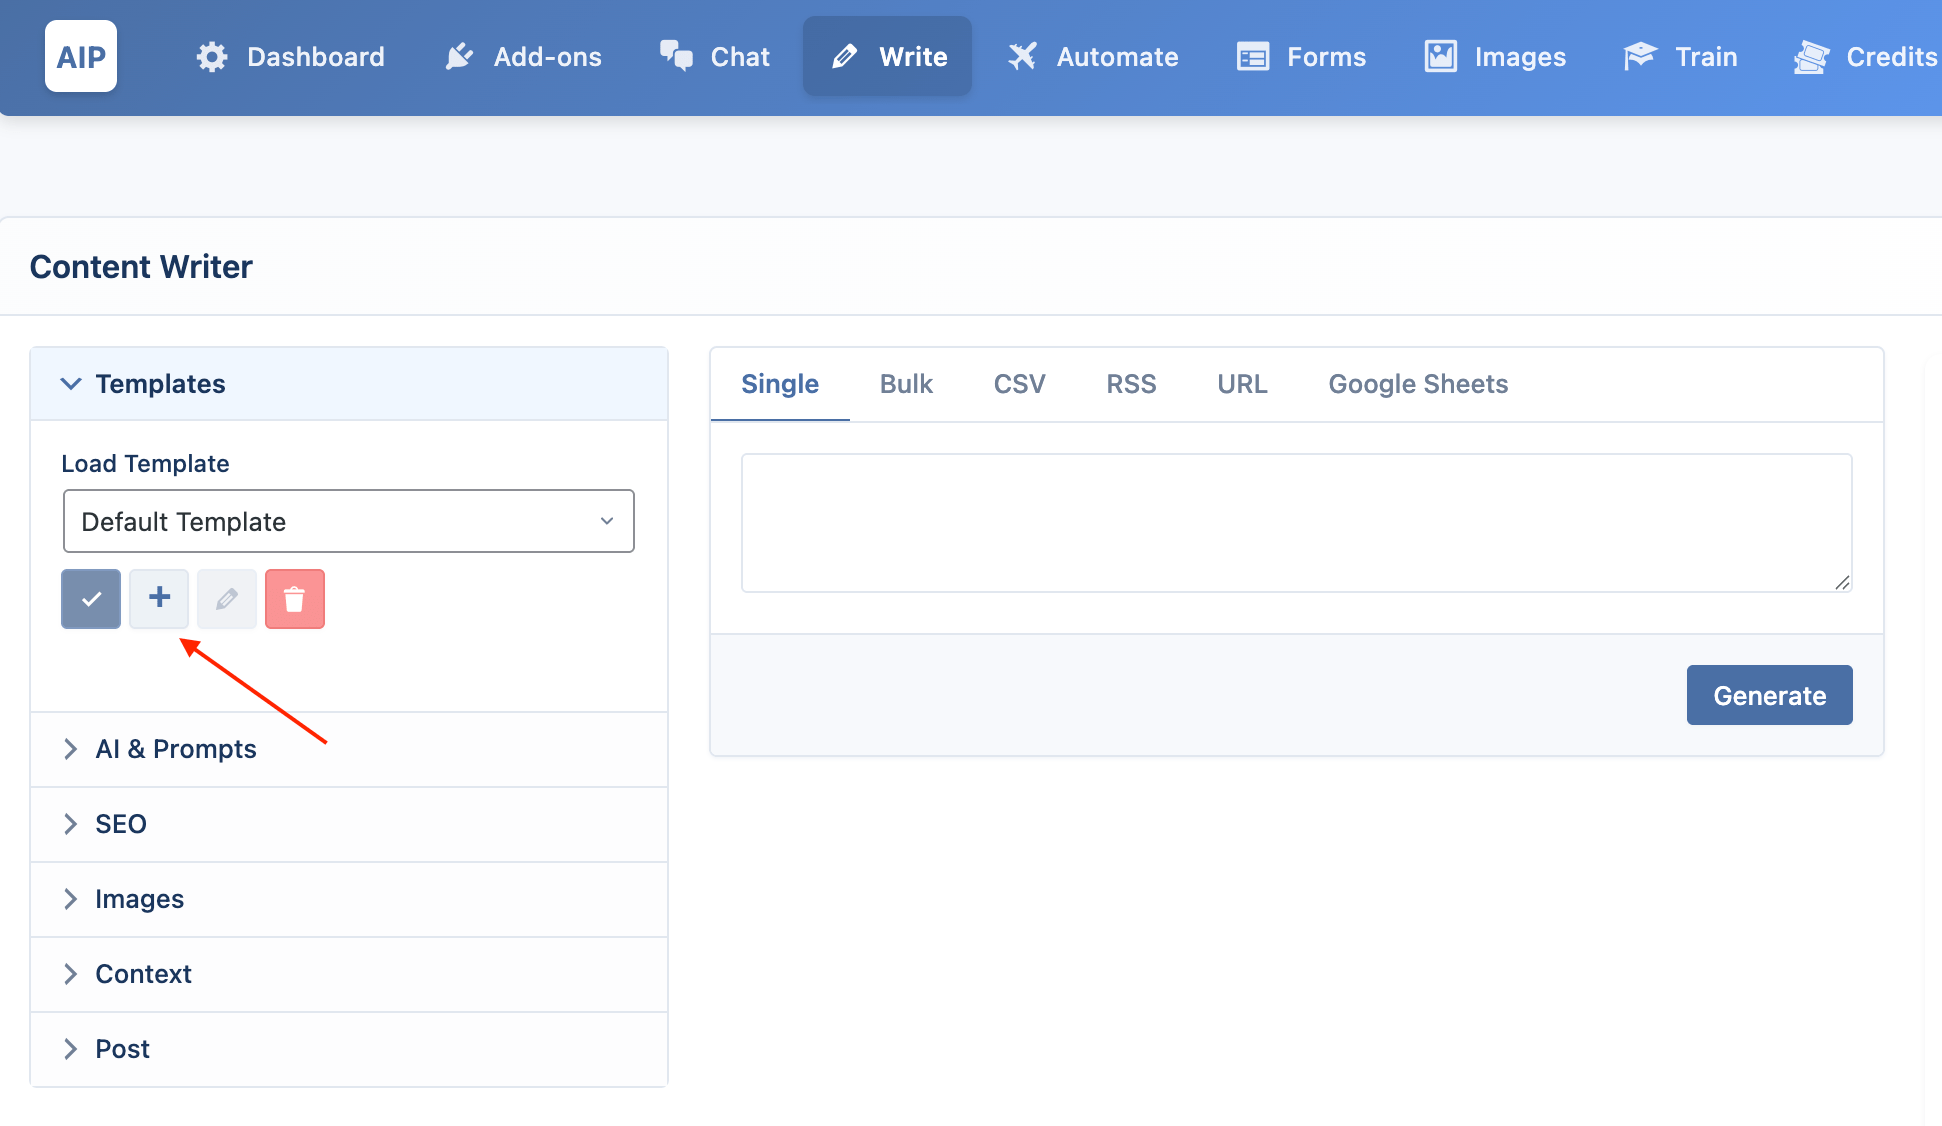 AIP Dashboard Add-ons Chat Write Automate Forms Images Train Credits
Content Writer
Templates
Load Template
Default Template
AI & Prompts
SEO
Images
Context
Post
Single Bulk CSV RSS URL Google Sheets
Generate